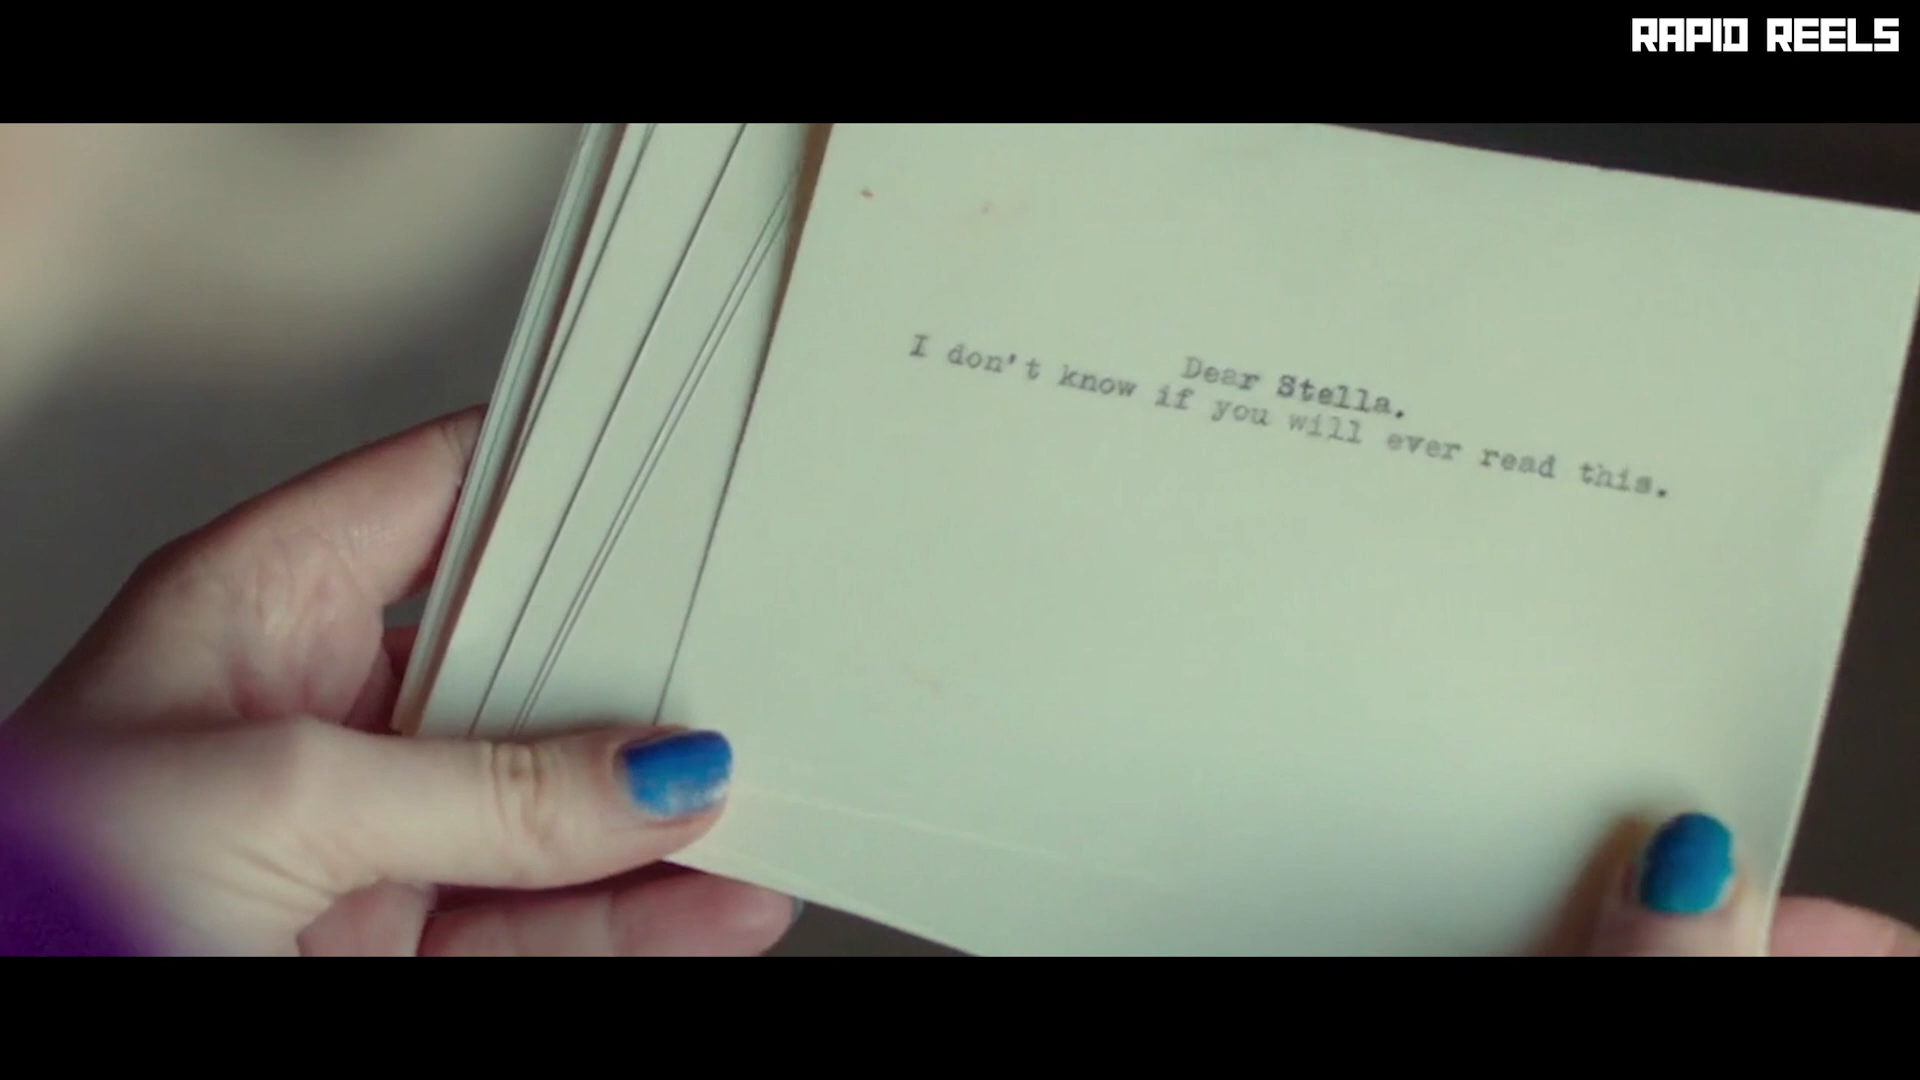 RAPID REELS
Dear Stella.
I don't know if you will ever read this.